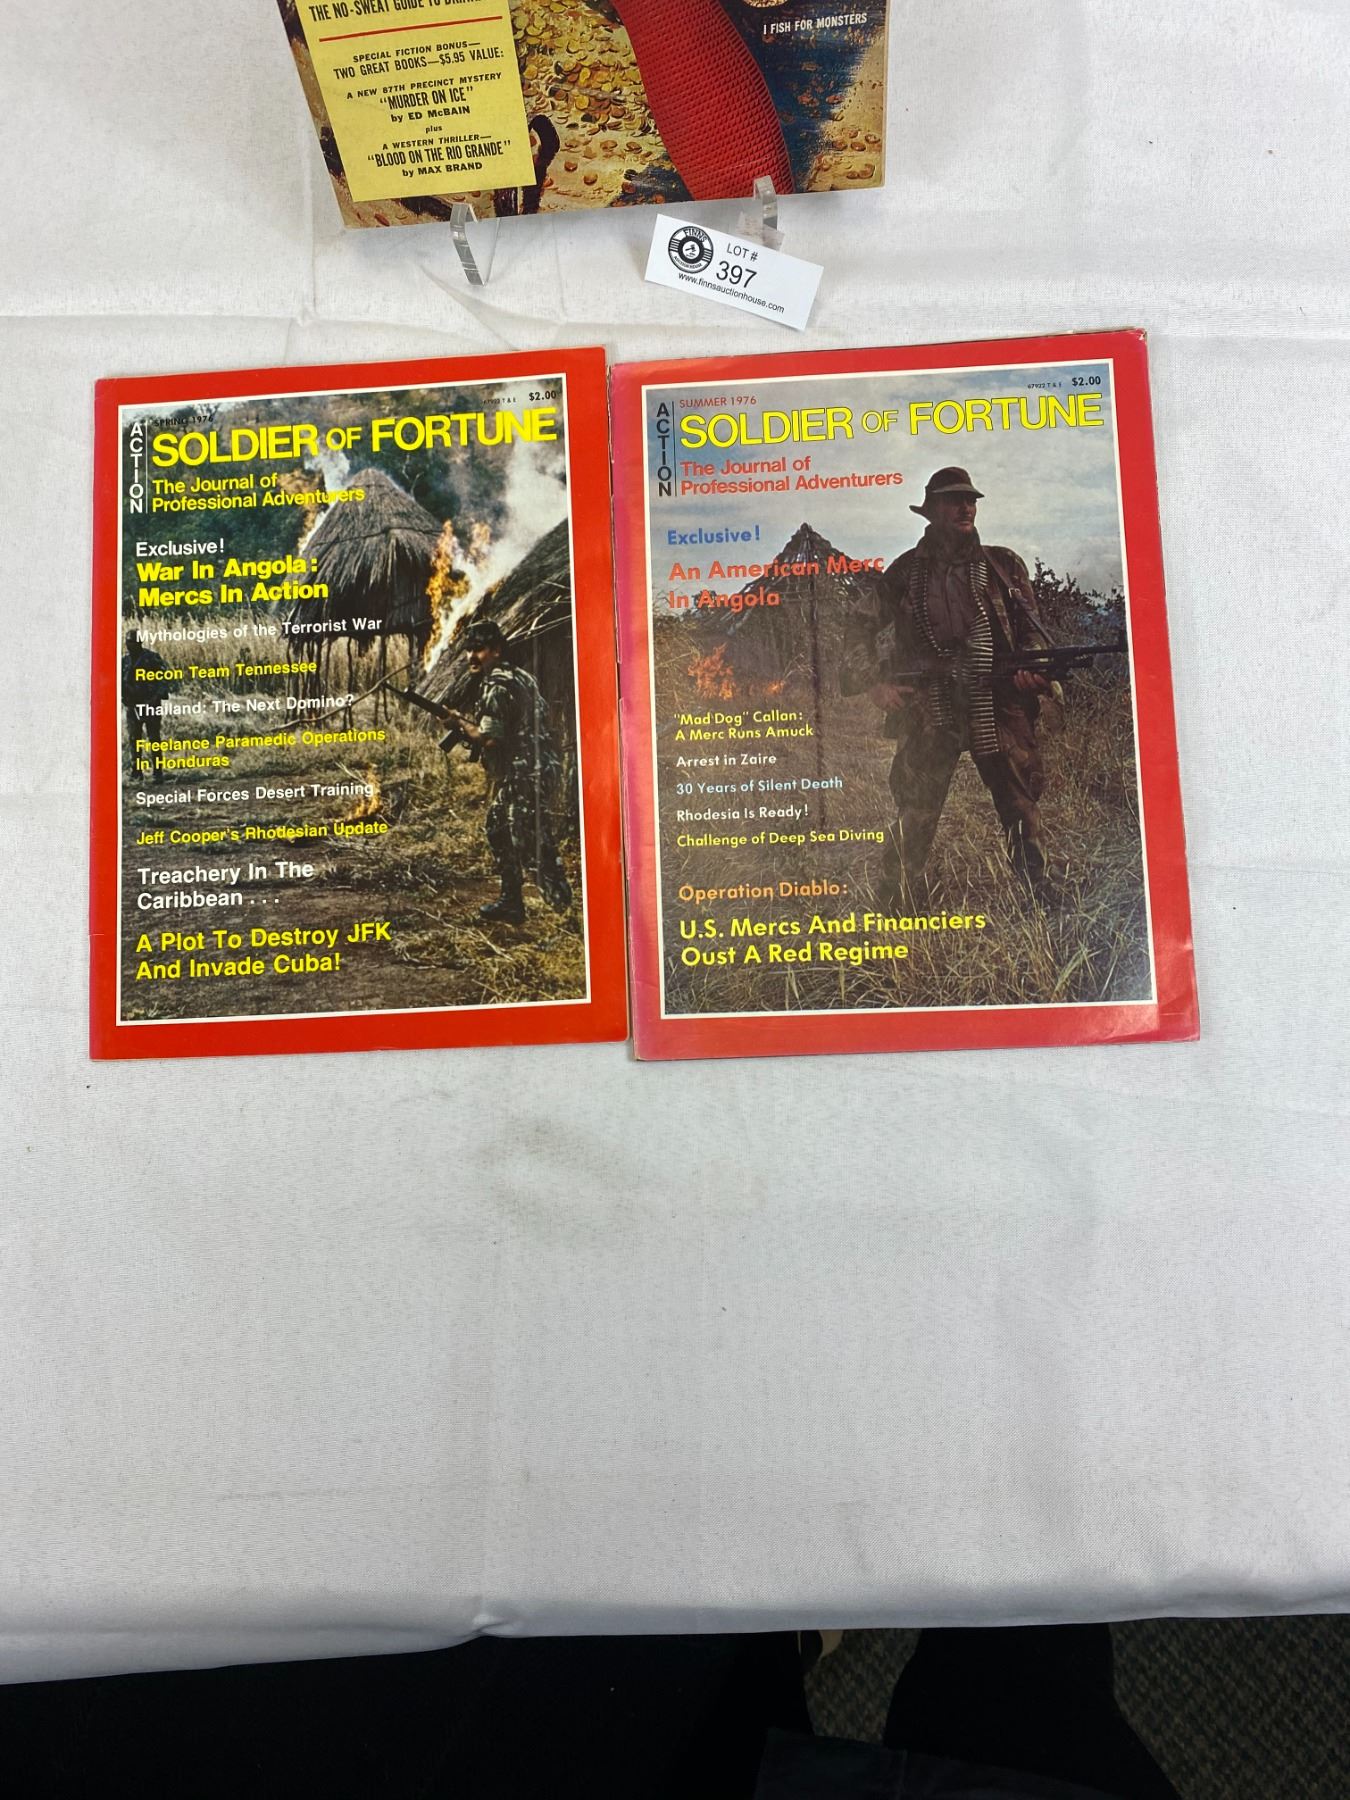 THE NO-SWEAT GUIDE TO
SPECIAL FICTION BONUS—
TWO GREAT BOOKS—$5.95 VALUE:
A NEW 87TH PRECINCT MYSTERY
"MURDER ON ICE"
by ED McBAIN
plus
A WESTERN THRILLER—
"BLOOD ON THE RIO GRANDE"
by MAX BRAND
I FISH FOR MONSTERS
FINNS
LOT#
397
www.finnsauctionhouse.com
ACTION
SPRING 1976
67922 T & E $2.00
SOLDIER OF FORTUNE
The Journal of
Professional Adventurers
Exclusive!
War In Angola:
Mercs In Action
Mythologies of the Terrorist War
Recon Team Tennessee
Thailand: The Next Domino?
Freelance Paramedic Operations
In Honduras
Special Forces Desert Training
Jeff Cooper's Rhodesian Update
Treachery In The
Caribbean . . .
A Plot To Destroy JFK
And Invade Cuba!
ACTION
SUMMER 1976
67922 T & E $2.00
SOLDIER OF FORTUNE
The Journal of
Professional Adventurers
Exclusive!
An American Merc
In Angola
"Mad Dog" Callan:
A Merc Runs Amuck
Arrest in Zaire
30 Years of Silent Death
Rhodesia Is Ready!
Challenge of Deep Sea Diving
Operation Diablo:
U.S. Mercs And Financiers
Oust A Red Regime